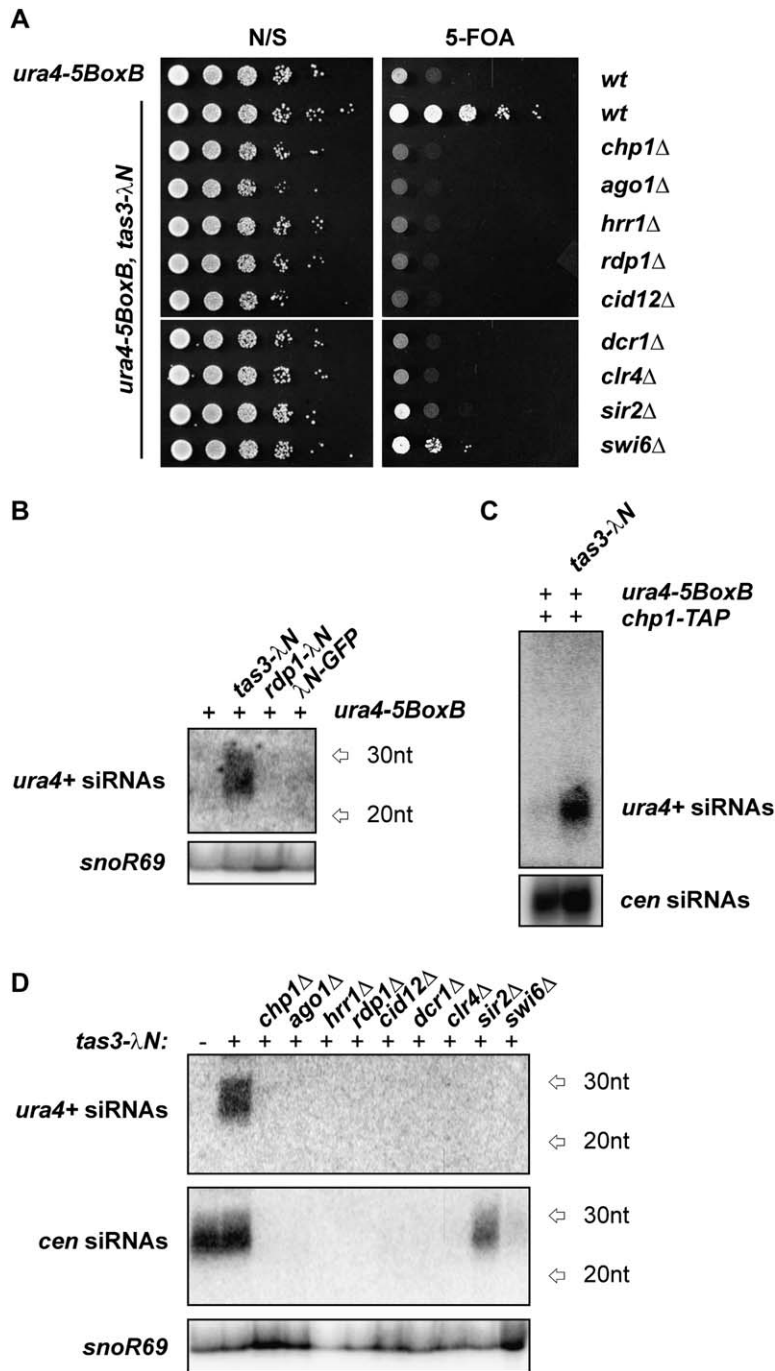 A
N/S 5-FOA
ura4-5BoxB
wt
ura4-5BoxB, tas3-λN
wt
chp1Δ
ago1Δ
hrr1Δ
rdp1Δ
cid12Δ
dcr1Δ
clr4Δ
sir2Δ
swi6Δ
B
tas3-λN
rdp1-λN
λN-GFP
+ + + + ura4-5BoxB
ura4+ siRNAs
30nt
20nt
snoR69
C
tas3-λN
+ + ura4-5BoxB
+ + chp1-TAP
ura4+ siRNAs
cen siRNAs
D
chp1Δ
ago1Δ
hrr1Δ
rdp1Δ
cid12Δ
dcr1Δ
clr4Δ
sir2Δ
swi6Δ
tas3-λN: - + + + + + + + + + +
ura4+ siRNAs
30nt
20nt
cen siRNAs
30nt
20nt
snoR69